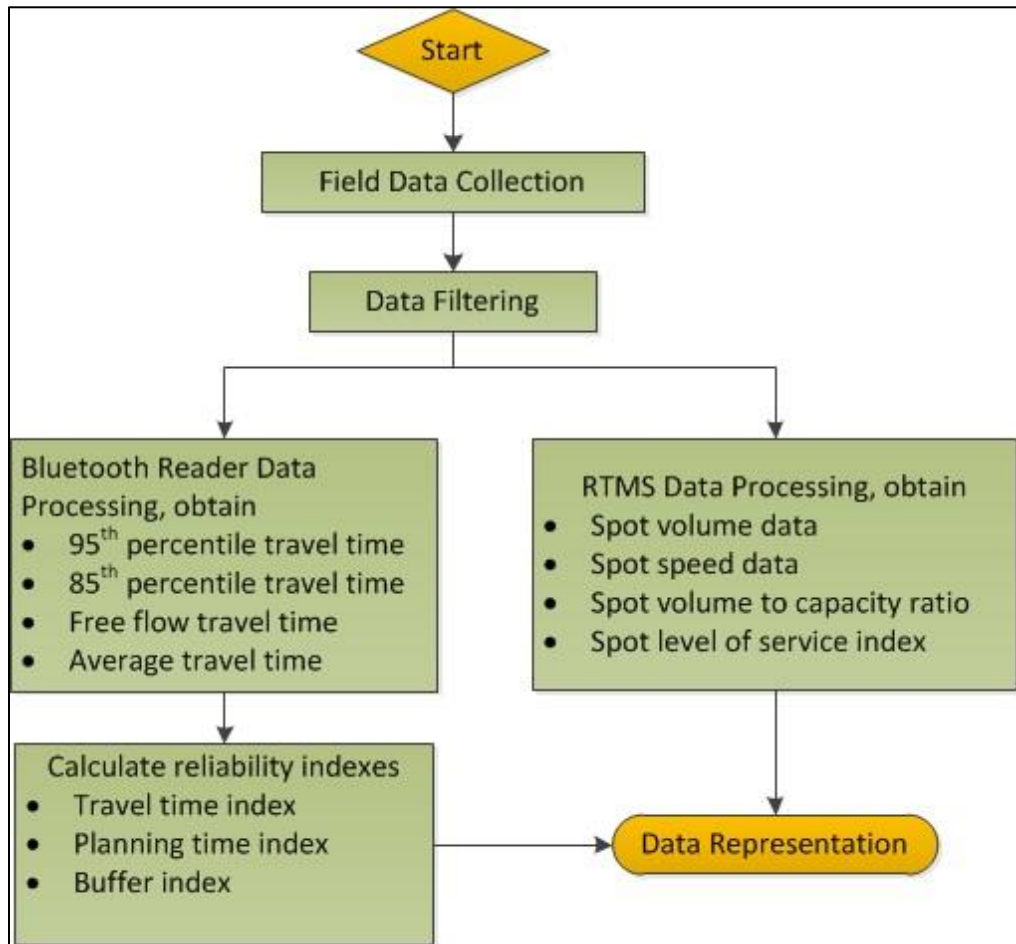 Start
Field Data Collection
Data Filtering
Bluetooth Reader Data
Processing, obtain
• 95th percentile travel time
• 85th percentile travel time
• Free flow travel time
• Average travel time
RTMS Data Processing, obtain
• Spot volume data
• Spot speed data
• Spot volume to capacity ratio
• Spot level of service index
Calculate reliability indexes
• Travel time index
• Planning time index
• Buffer index
Data Representation